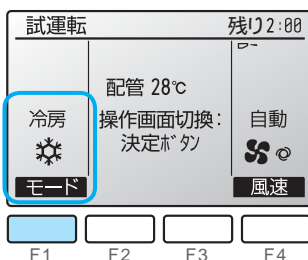 試運転 残り2:00
配管 28℃
冷房 操作画面切換: 自動
決定ボタン
モード 風速
F1 F2 F3 F4